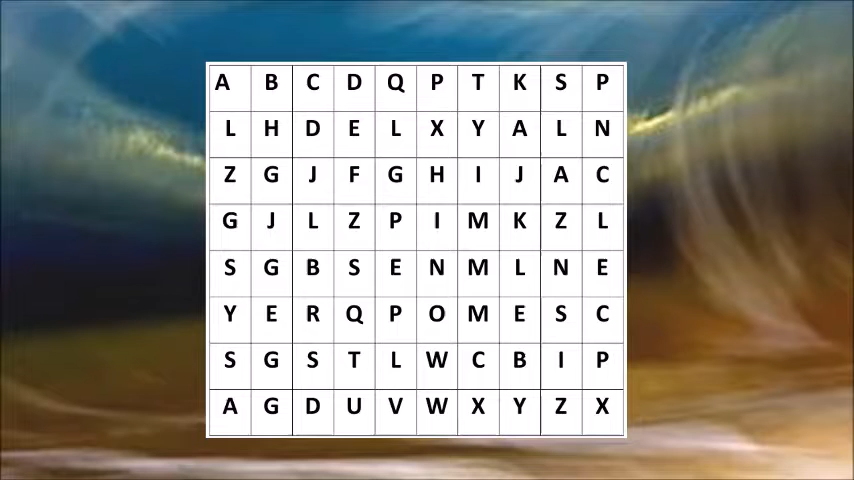 A B C D Q P T K S P
L H D E L X Y A L N
Z G J F G H I J A C
G J L Z P I M K Z L
S G B S E N M L N E
Y E R Q P O M E S C
S G S T L W C B I P
A G D U V W X Y Z X